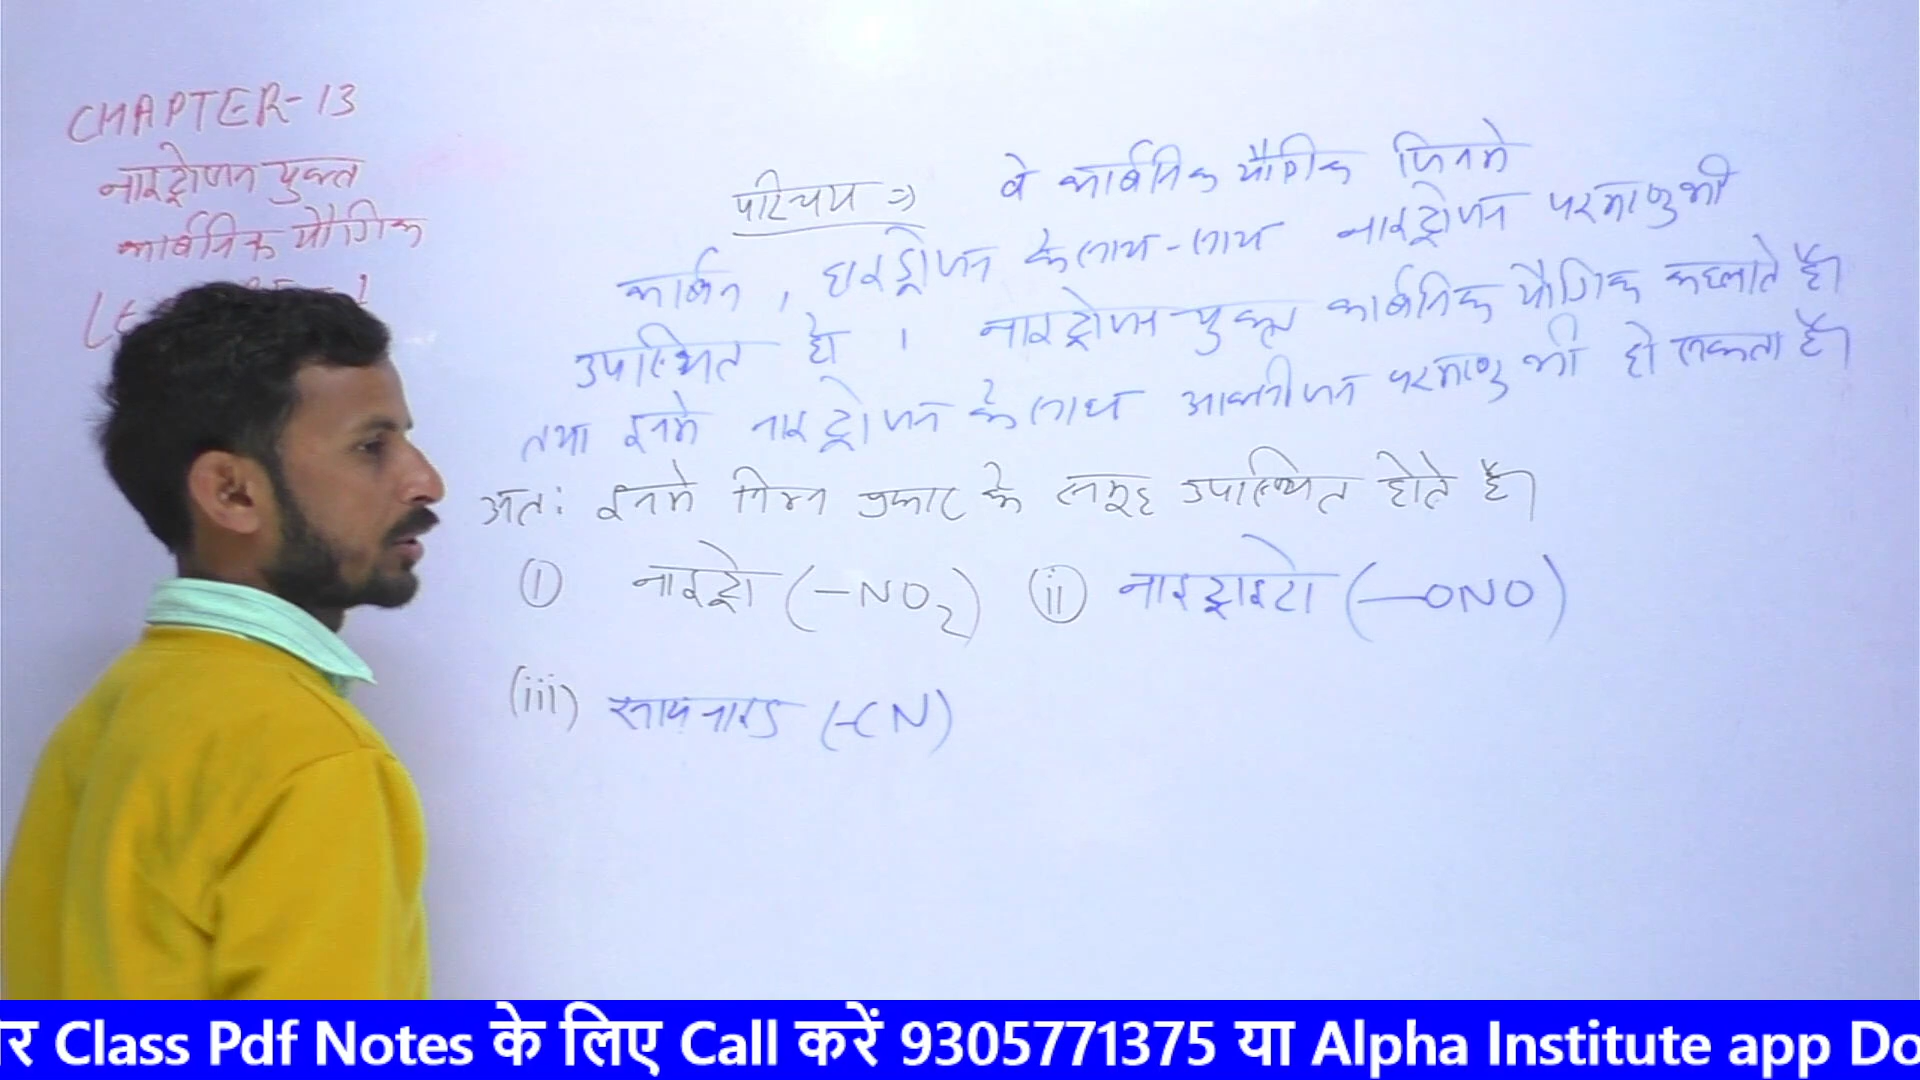 CHAPTER-13
नाइट्रोजन युक्त
कार्बनिक यौगिक
परिचय => वे कार्बनिक यौगिक जिनमे
कार्बन, हाइड्रोजन के साथ-साथ नाइट्रोजन परमाणु भी
उपस्थित हो। नाइट्रोजन युक्त कार्बनिक यौगिक कहलाते है।
तथा इनमे नाइट्रोजन के साथ आक्सीजन परमाणु भी हो सकता है।
अतः इनमे निम्न प्रकार के समूह उपस्थित होते है।
(i) नाइट्रो (-NO2) (ii) नाइट्राइटो (-ONO)
(iii) सायनाइड (-CN)
र Class Pdf Notes के लिए Call करें 9305771375 या Alpha Institute app Do